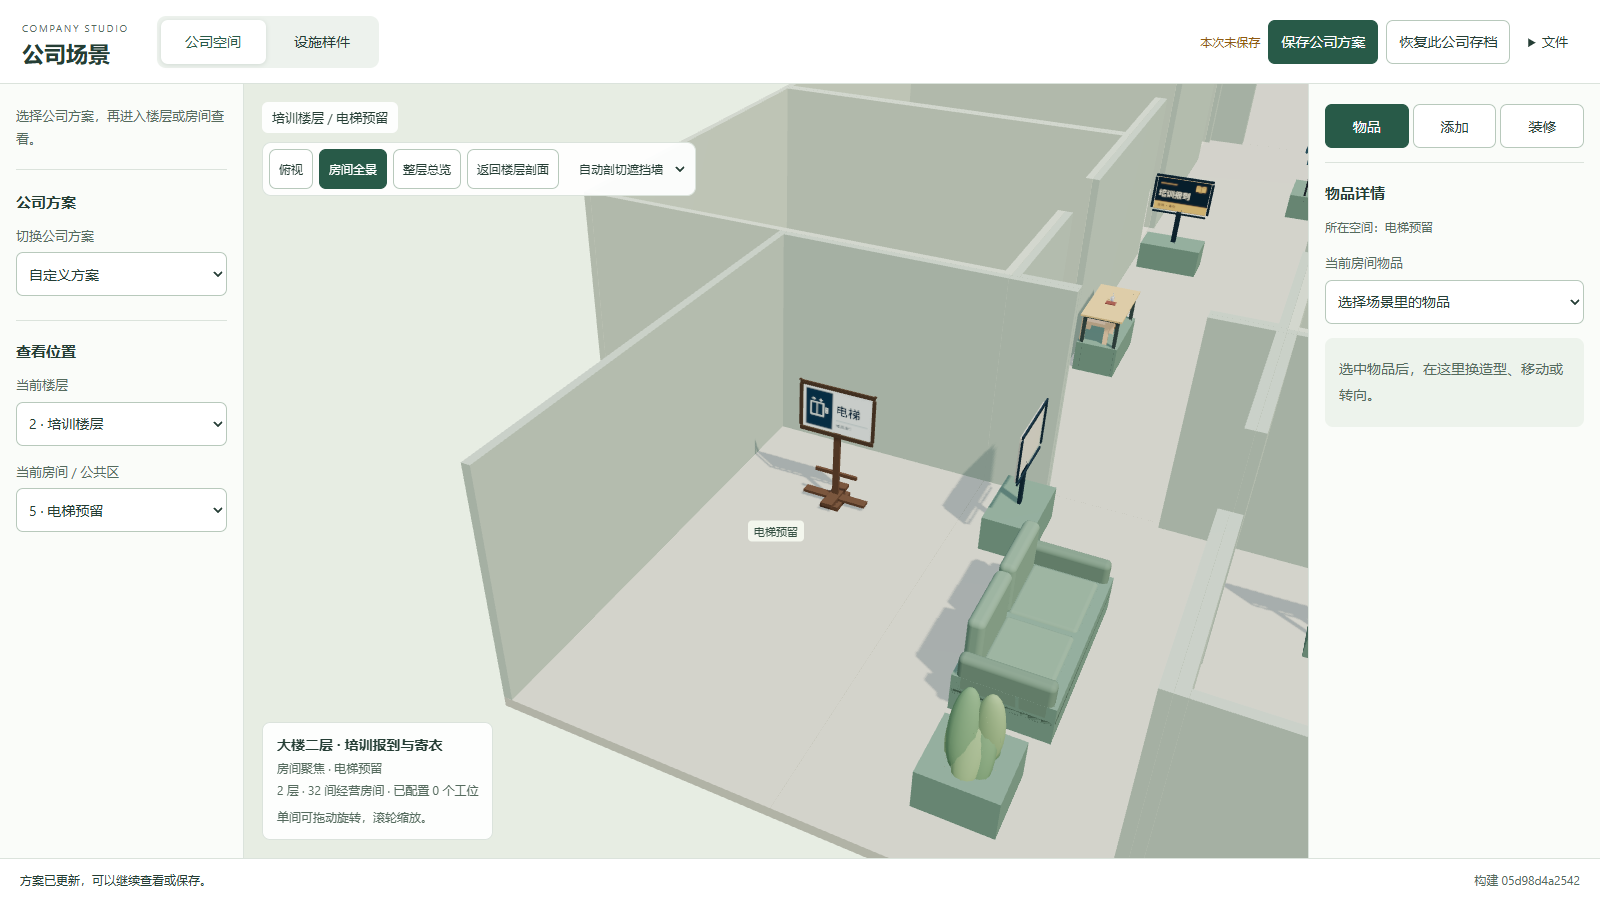 COMPANY STUDIO
公司场景
公司空间
设施样件
本次未保存
保存公司方案
恢复此公司存档
▶ 文件
选择公司方案，再进入楼层或房间查
看。
公司方案
切换公司方案
自定义方案
查看位置
当前楼层
2 · 培训楼层
当前房间 / 公共区
5 · 电梯预留
培训楼层 / 电梯预留
俯视
房间全景
整层总览
返回楼层剖面
自动剖切遮挡墙
培训报到
电梯
电梯预留
大楼二层 · 培训报到与寄衣
房间聚焦 · 电梯预留
2 层 · 32 间经营房间 · 已配置 0 个工位
单间可拖动旋转，滚轮缩放。
物品
添加
装修
物品详情
所在空间：电梯预留
当前房间物品
选择场景里的物品
选中物品后，在这里换造型、移动或
转向。
方案已更新，可以继续查看或保存。
构建 05d98d4a2542